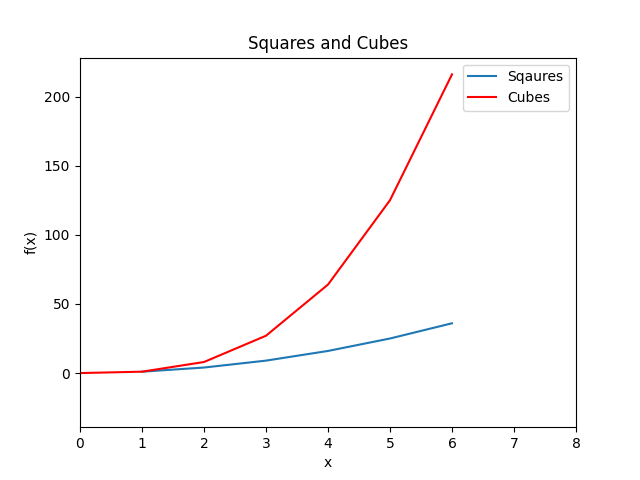 Squares and Cubes
Sqaures
Cubes
200
150
100
50
0
f(x)
0 1 2 3 4 5 6 7 8
x